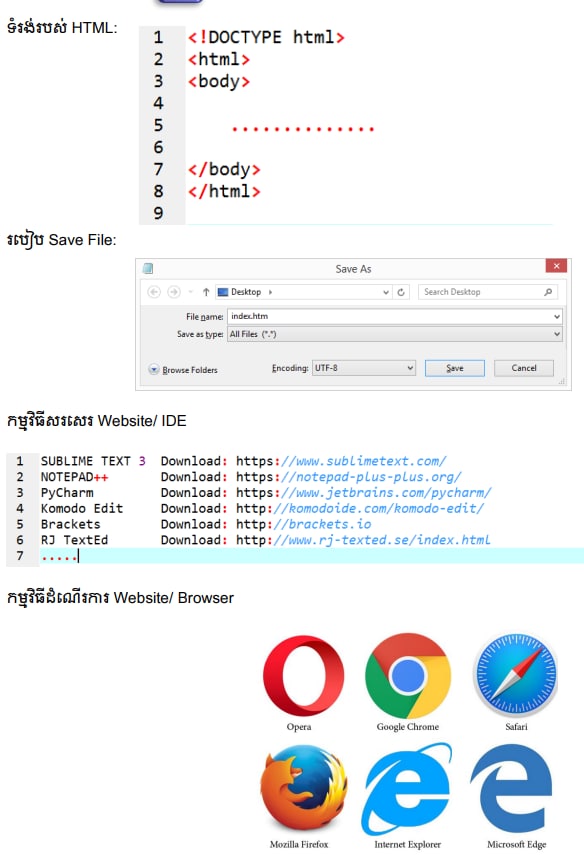 ទំរង់របស់ HTML:
1 <!DOCTYPE html>
2 <html>
3 <body>
4
5 ..............
6
7 </body>
8 </html>
9
របៀប Save File:
Save As
Desktop
Search Desktop
File name: index.htm
Save as type: All Files (*.*)
Browse Folders Encoding: UTF-8 Save Cancel
កម្មវិធីសរសេរ Website/ IDE
1 SUBLIME TEXT 3 Download: https://www.sublimetext.com/
2 NOTEPAD++ Download: https://notepad-plus-plus.org/
3 PyCharm Download: https://www.jetbrains.com/pycharm/
4 Komodo Edit Download: http://komodoide.com/komodo-edit/
5 Brackets Download: http://brackets.io
6 RJ TextEd Download: http://www.rj-texted.se/index.html
7 .....
កម្មវិធីដំណើរការ Website/ Browser
Opera Google Chrome Safari
Mozilla Firefox Internet Explorer Microsoft Edge